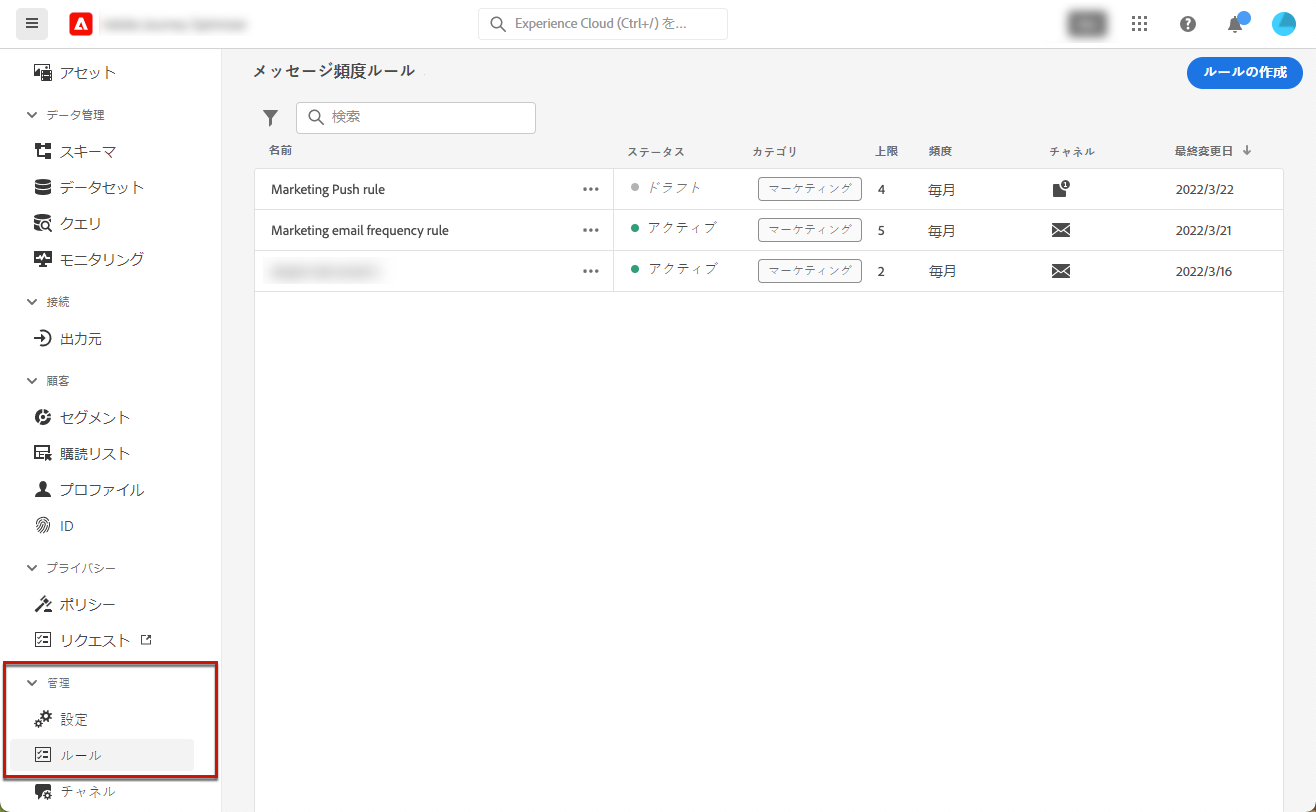 Experience Cloud (Ctrl+/) を...
アセット
データ管理
スキーマ
データセット
クエリ
モニタリング
接続
出力元
顧客
セグメント
購読リスト
プロファイル
ID
プライバシー
ポリシー
リクエスト
管理
設定
ルール
チャネル
メッセージ頻度ルール
ルールの作成
検索
名前 ステータス カテゴリ 上限 頻度 チャネル 最終変更日
Marketing Push rule ドラフト マーケティング 4 毎月 1 2022/3/22
Marketing email frequency rule アクティブ マーケティング 5 毎月 2022/3/21
アクティブ マーケティング 2 毎月 2022/3/16